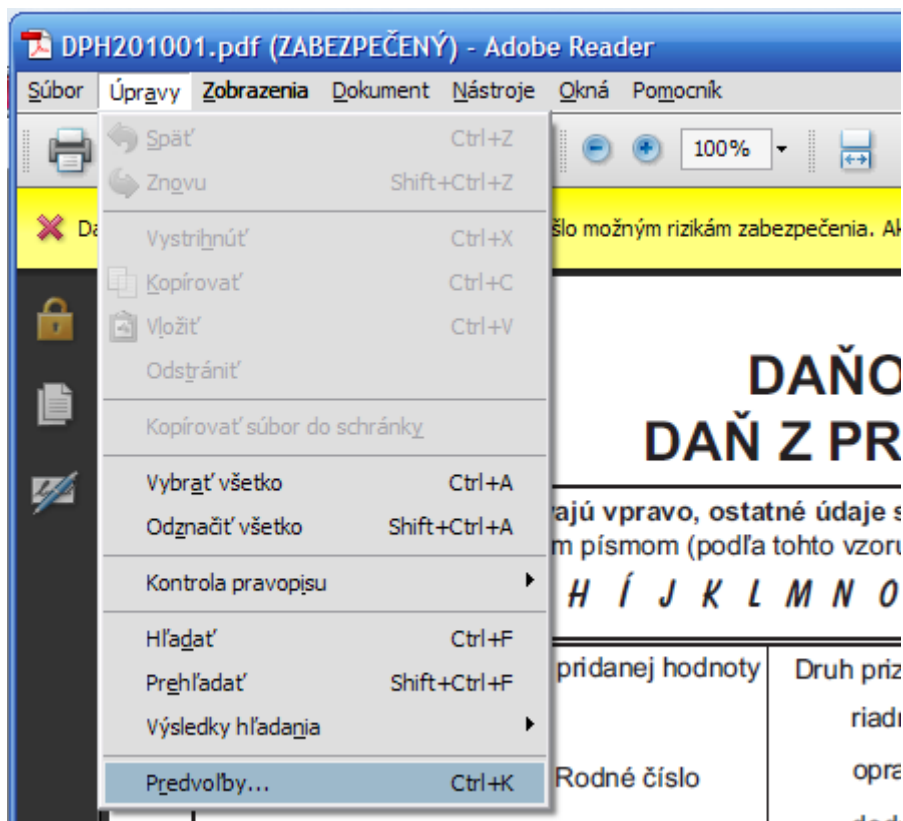 DPH201001.pdf (ZABEZPEČENÝ) - Adobe Reader
Súbor Úpravy Zobrazenia Dokument Nástroje Okná Pomocník
Späť Ctrl+Z
100%
Znovu Shift+Ctrl+Z
šlo možným rizikám zabezpečenia. Ak
Vystrihnúť Ctrl+X
Kopírovať Ctrl+C
Vložiť Ctrl+V
Odstrániť
DAŇO
Kopírovať súbor do schránky
DAŇ Z PR
Vybrať všetko Ctrl+A
ajú vpravo, ostatné údaje s
Odznačiť všetko Shift+Ctrl+A
m písmom (podľa tohto vzoru
Kontrola pravopisu
H Í J K L M N O
Hľadať Ctrl+F
pridanej hodnoty Druh priz
Prehľadať Shift+Ctrl+F
riadn
Výsledky hľadania
Predvoľby... Ctrl+K
Rodné číslo opra